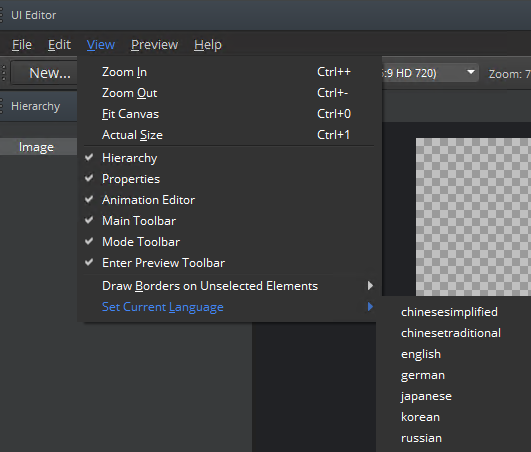 UI Editor
File Edit View Preview Help
New... :9 HD 720) Zoom: 7
Hierarchy
Image
Zoom In Ctrl++
Zoom Out Ctrl+-
Fit Canvas Ctrl+0
Actual Size Ctrl+1
Hierarchy
Properties
Animation Editor
Main Toolbar
Mode Toolbar
Enter Preview Toolbar
Draw Borders on Unselected Elements
Set Current Language
chinesesimplified
chinesetraditional
english
german
japanese
korean
russian